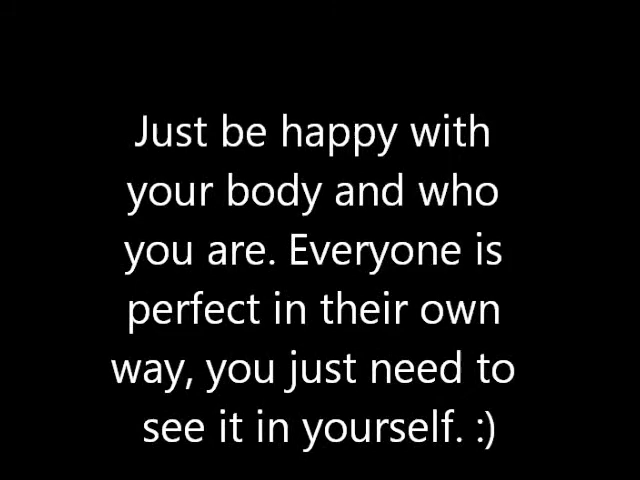 Just be happy with
your body and who
you are. Everyone is
perfect in their own
way, you just need to
see it in yourself. :)